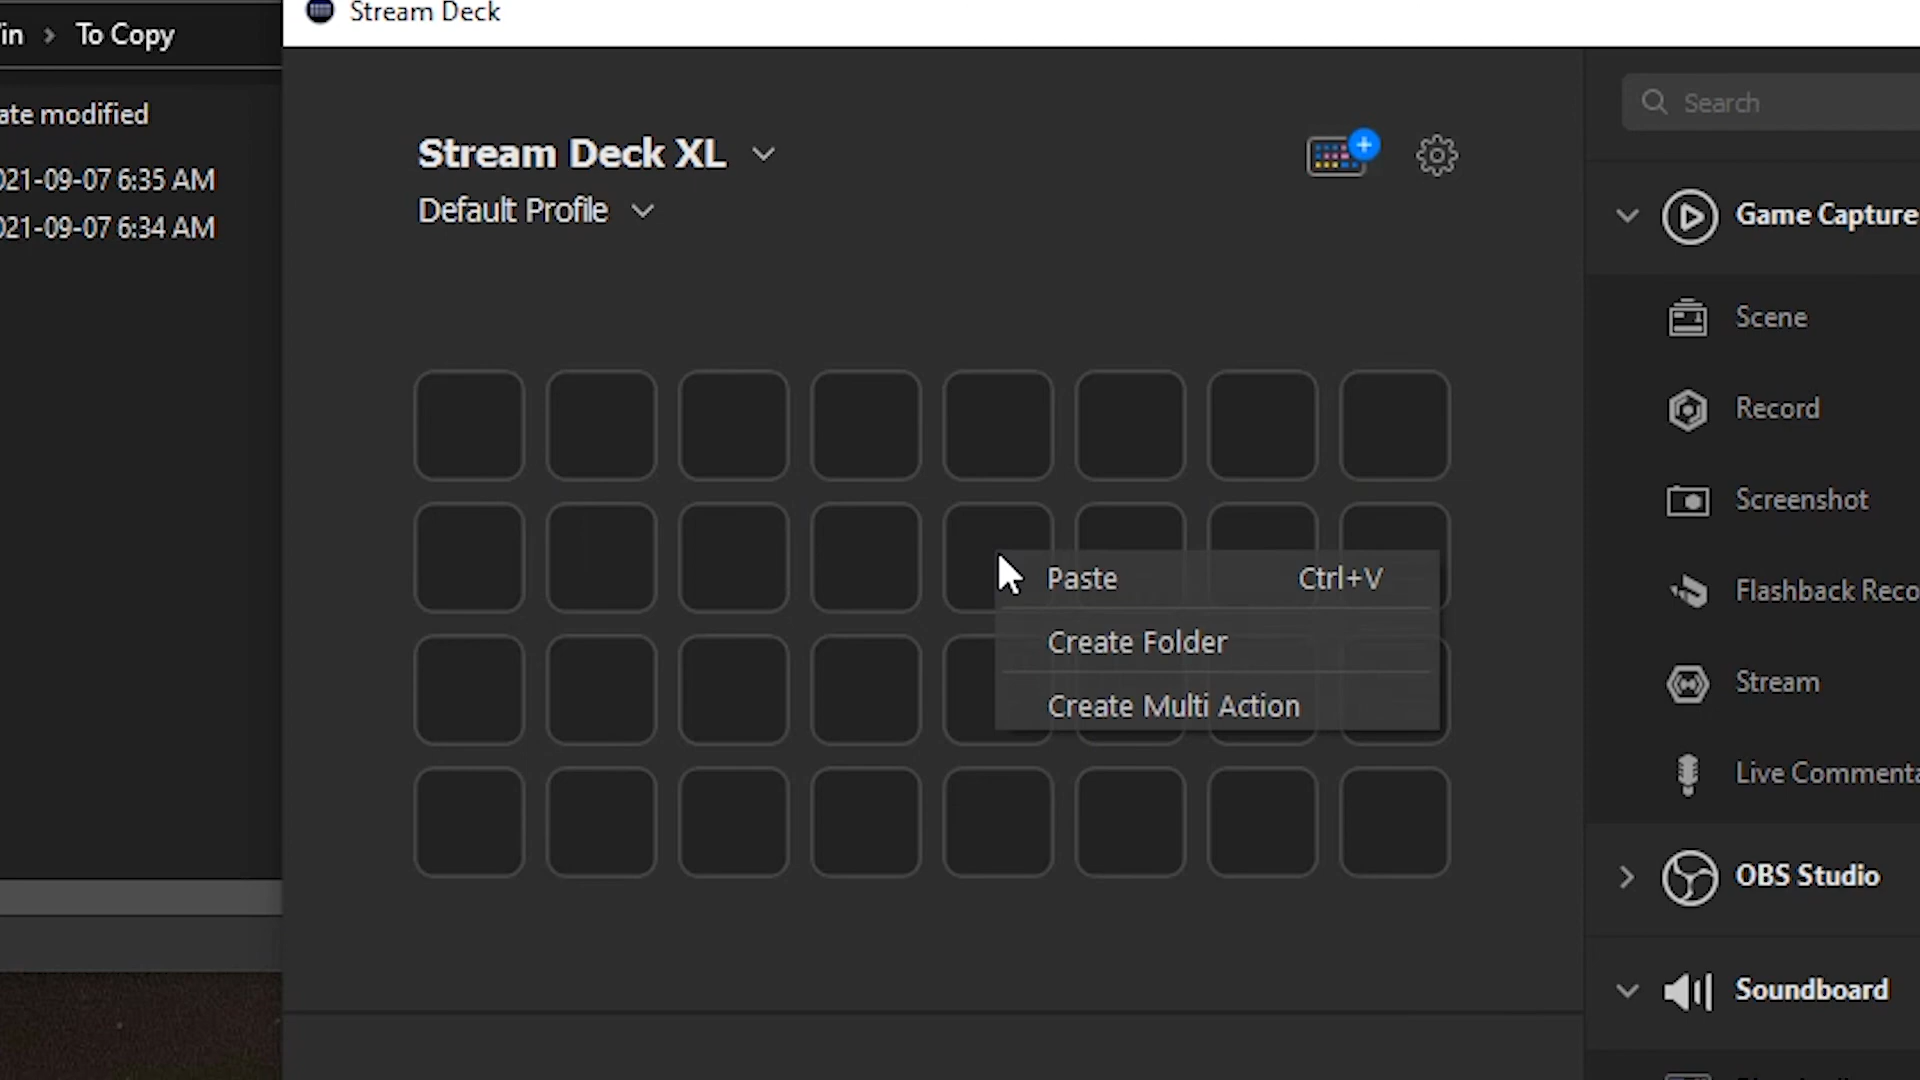 Stream Deck
in > To Copy
ate modified
021-09-07 6:35 AM
021-09-07 6:34 AM
Stream Deck XL
Default Profile
Paste Ctrl+V
Create Folder
Create Multi Action
Search
Game Capture
Scene
Record
Screenshot
Flashback Reco
Stream
Live Commenta
OBS Studio
Soundboard